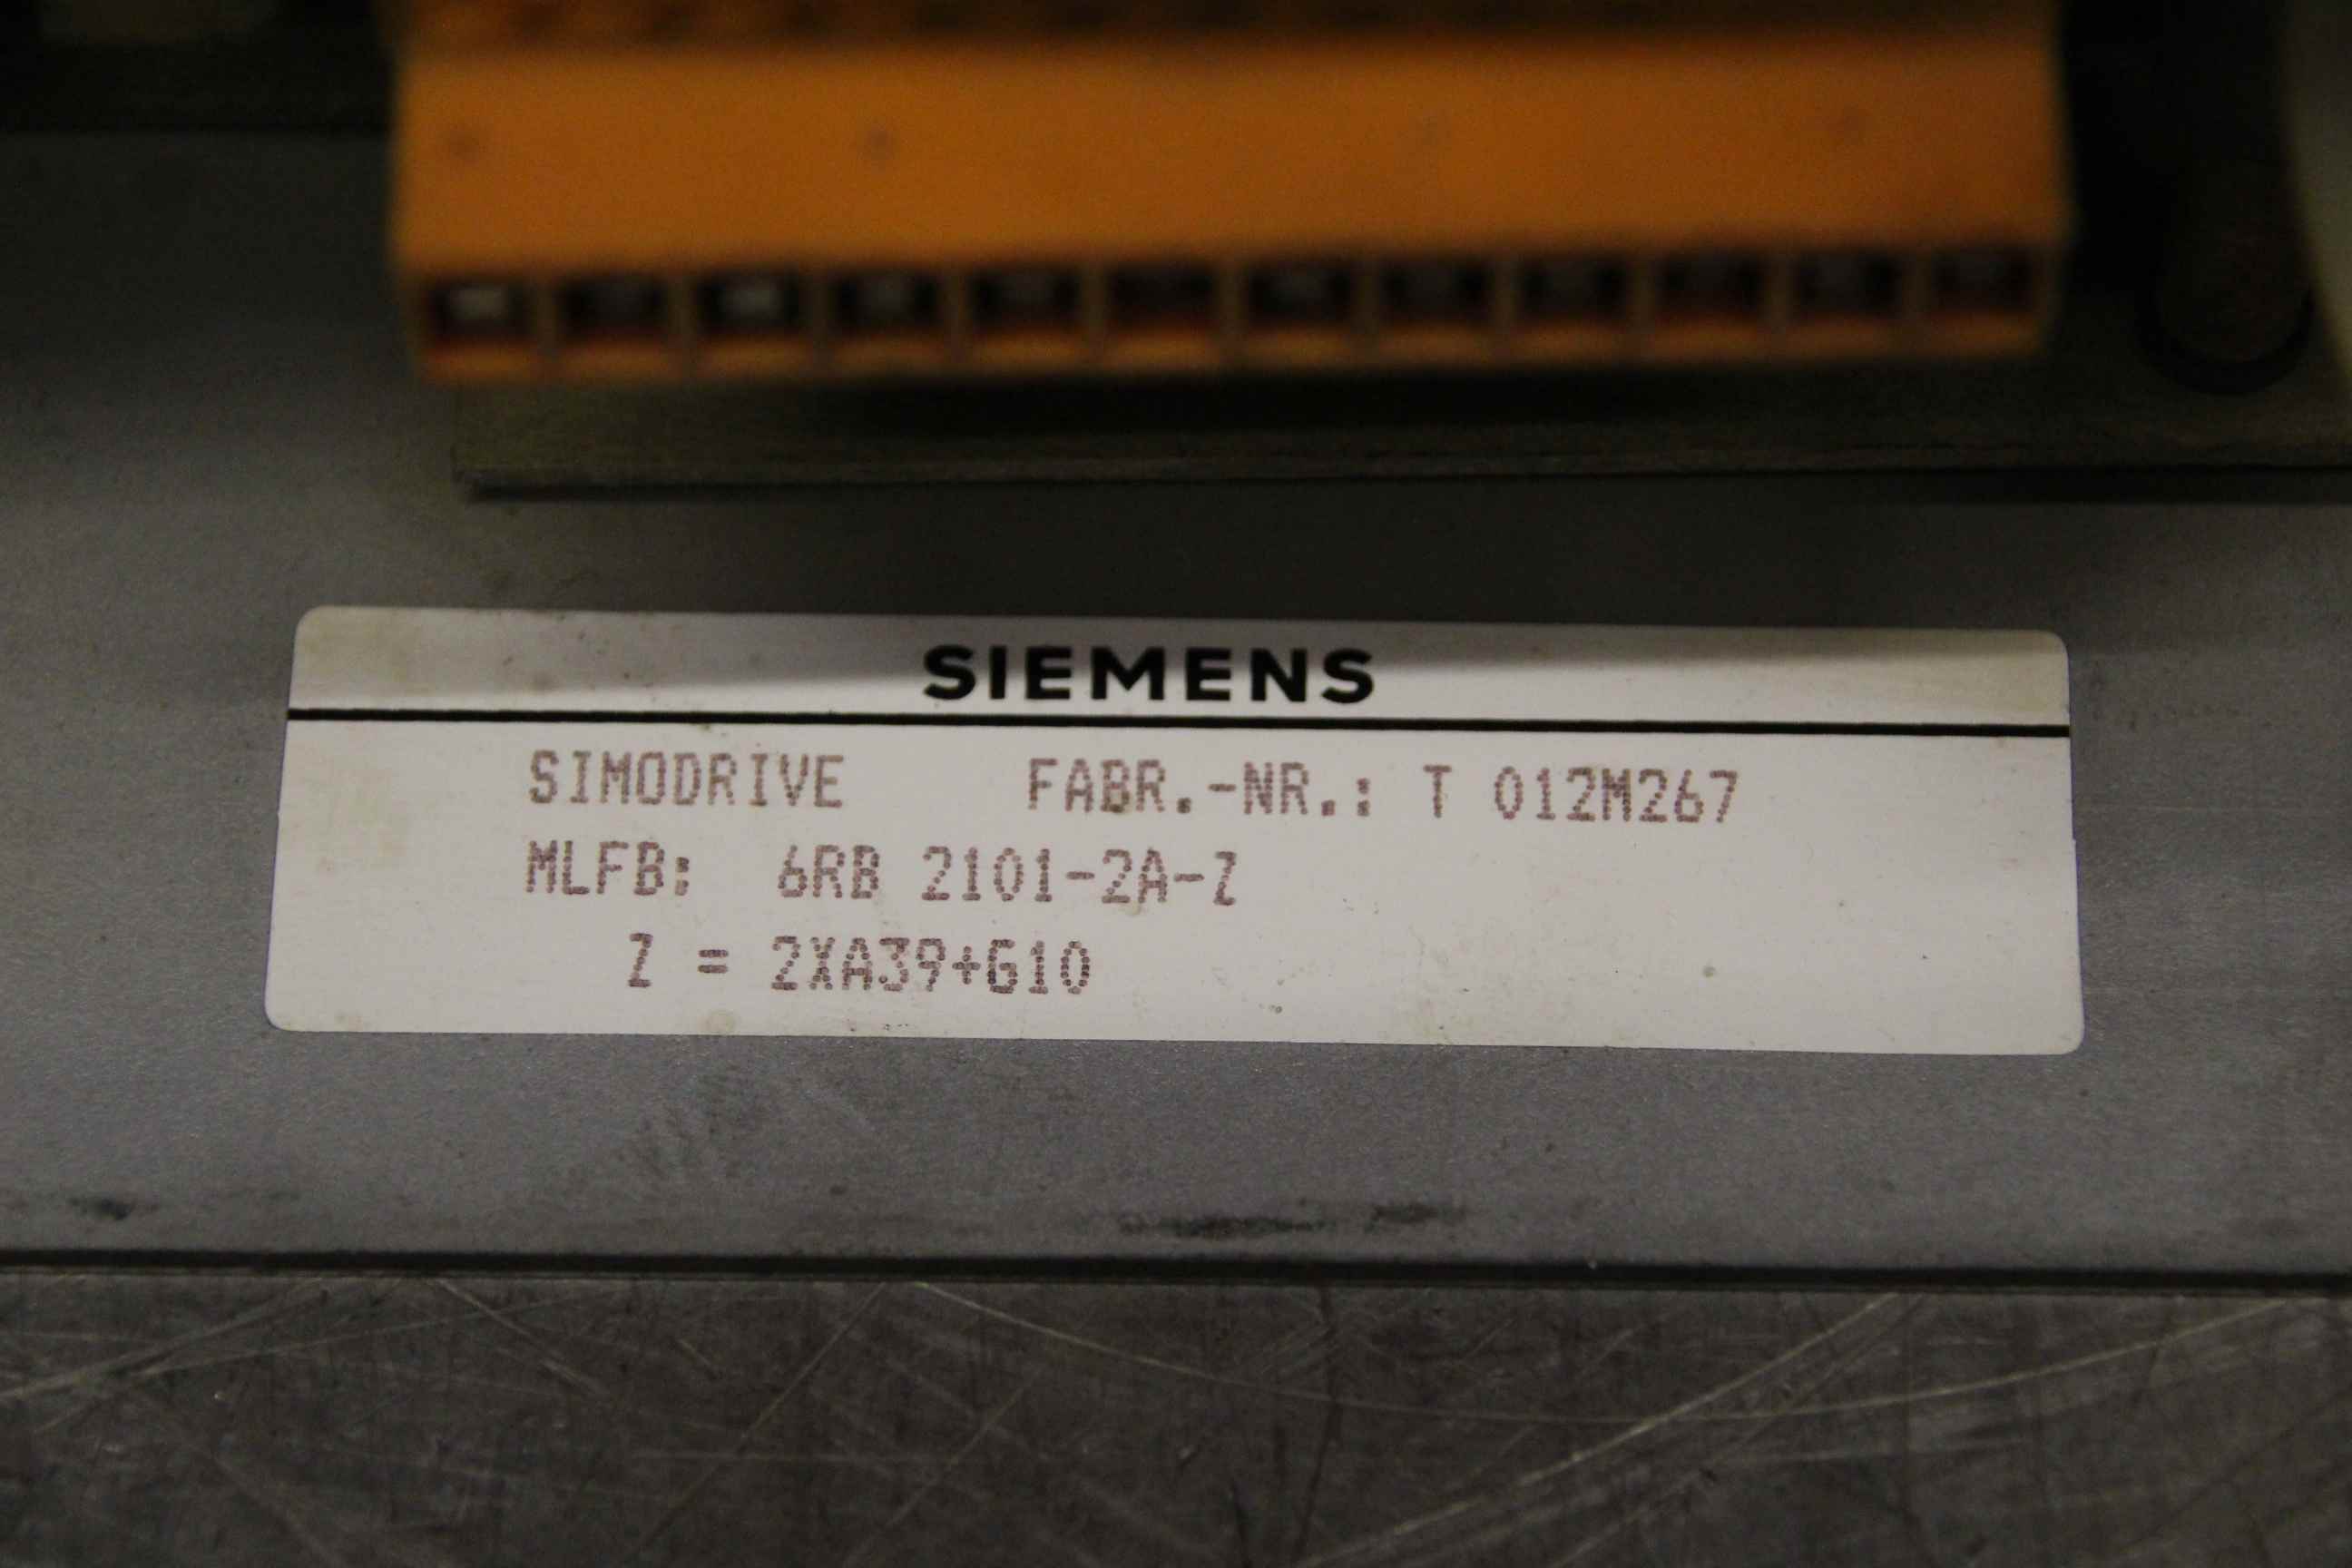 SIEMENS
SIMODRIVE FABR.-NR.: T 012M267
MLFB: 6RB 2101-2A-Z
Z = 2XA39+G10